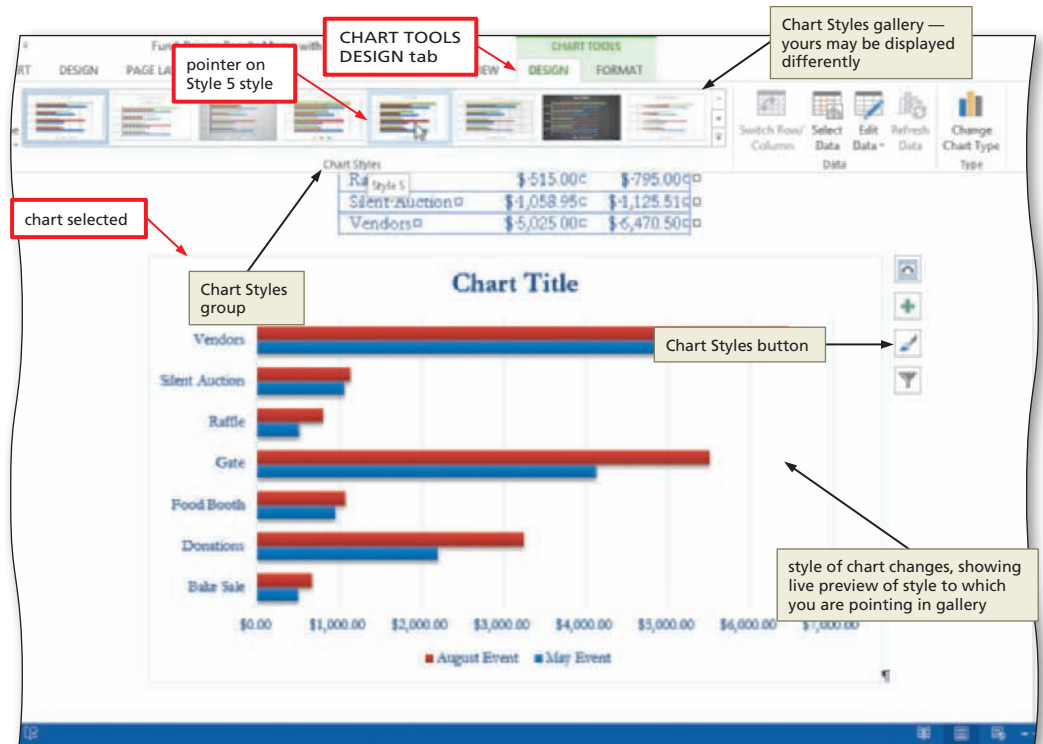 CHART TOOLS
DESIGN tab
Chart Styles gallery —
yours may be displayed
differently
pointer on
Style 5 style
with
CHART TOOLS
DESIGN
PAGE
DESIGN
FORMAT
Switch Row/
Column
Select
Data
Edit
Data
Refresh
Data
Change
Chart Type
Chart Styles
Data
Type
Style 5
$·515.00¤ $·795.00¤¤
Silent·Auction¤ $·1,058.95¤ $·1,125.51¤¤
Vendors¤ $·5,025.00¤ $·6,470.50¤¤
chart selected
Chart Styles
group
Chart Title
Vendors
Chart Styles button
Silent Auction
Raffle
Gate
Food Booth
Donations
Bake Sale
style of chart changes, showing
live preview of style to which
you are pointing in gallery
$0.00 $1,000.00 $2,000.00 $3,000.00 $4,000.00 $5,000.00 $6,000.00 $7,000.00
August Event May Event
¶